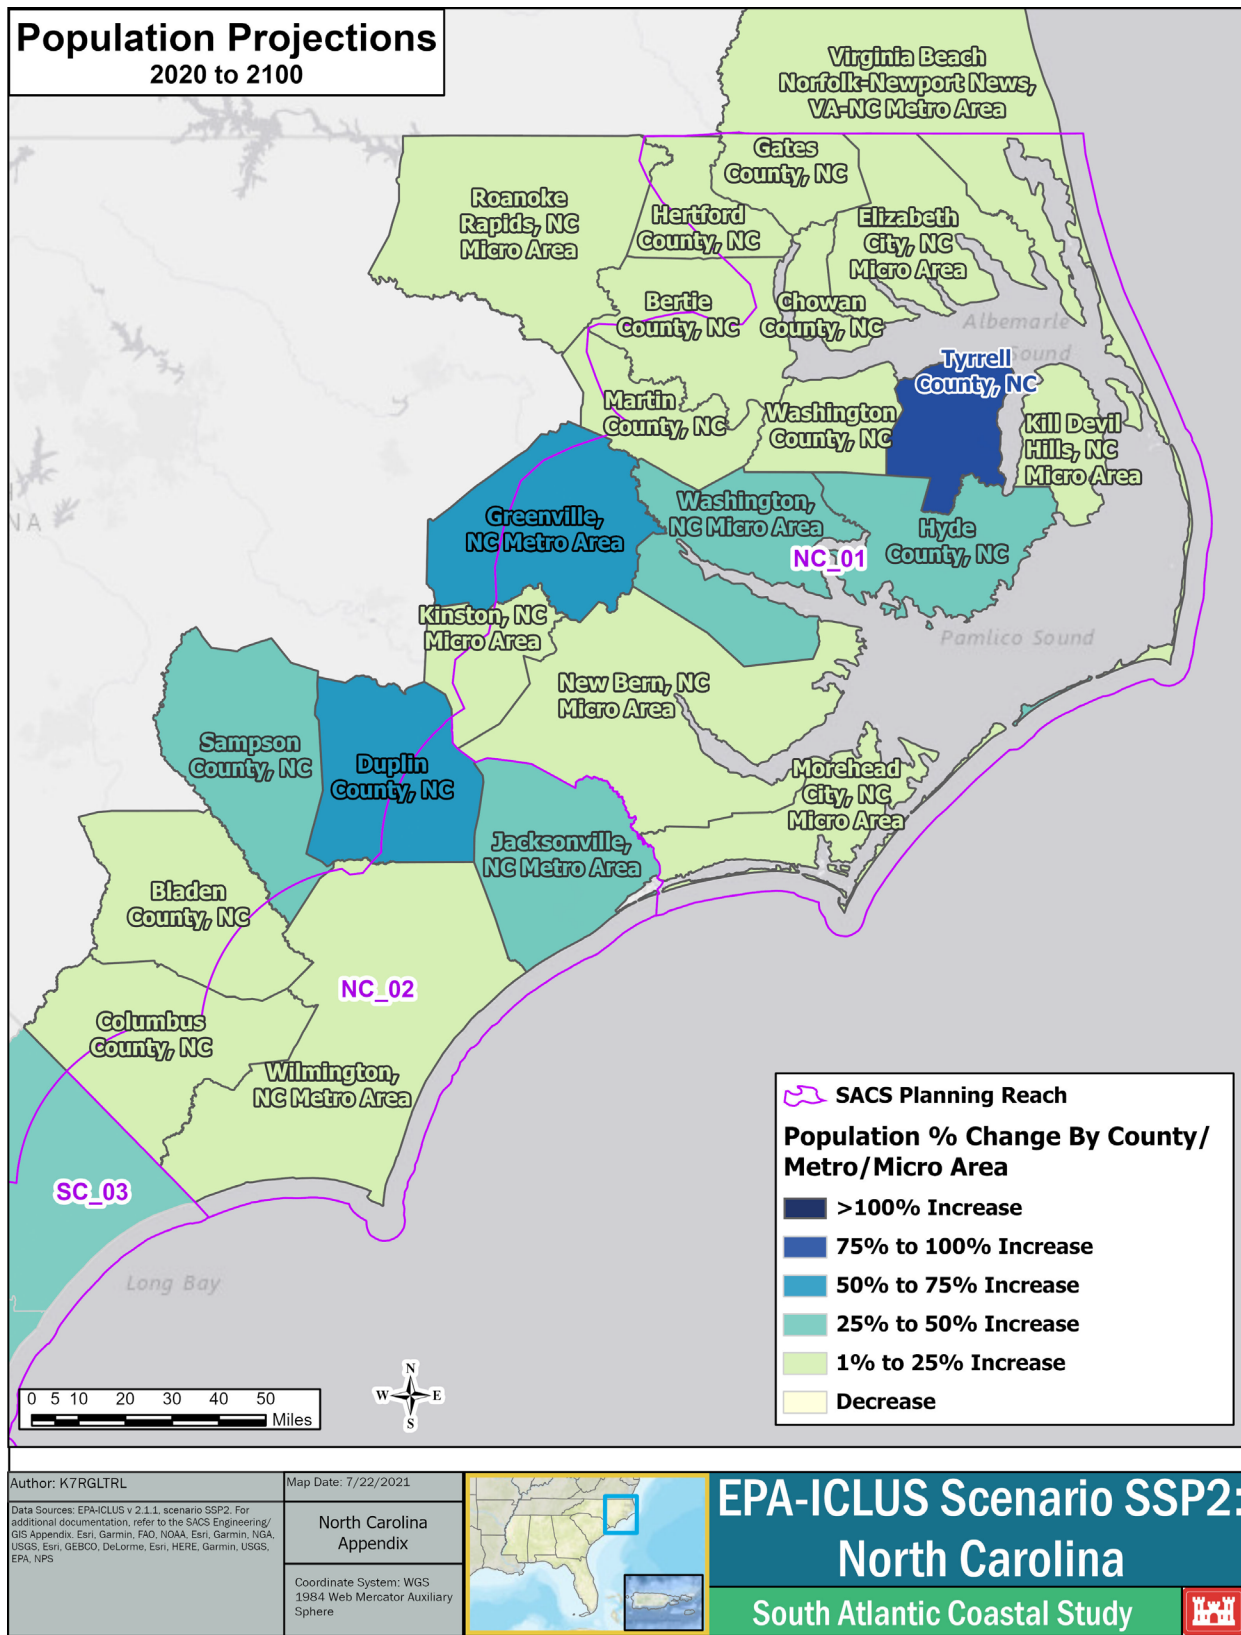 Population Projections
2020 to 2100
Virginia Beach
Norfolk-Newport News,
VA-NC Metro Area
Gates
County, NC
Roanoke
Rapids, NC
Micro Area
Hertford
County, NC
Elizabeth
City, NC
Micro Area
Bertie
County, NC
Chowan
County, NC
Albemarle
Sound
Tyrrell
County, NC
Martin
County, NC
Washington
County, NC
Kill Devil
Hills, NC
Micro Area
Greenville,
NC Metro Area
Washington,
NC Micro Area
Hyde
County, NC
NC_01
NA
Kinston, NC
Micro Area
Pamlico Sound
New Bern, NC
Micro Area
Sampson
County, NC
Duplin
County, NC
Morehead
City, NC
Micro Area
Jacksonville,
NC Metro Area
Bladen
County, NC
NC_02
Columbus
County, NC
Wilmington,
NC Metro Area
SC_03
Long Bay
SACS Planning Reach
Population % Change By County/
Metro/Micro Area
>100% Increase
75% to 100% Increase
50% to 75% Increase
25% to 50% Increase
1% to 25% Increase
Decrease
0 5 10 20 30 40 50
Miles
N
W E
S
Author: K7RGLTRL
Data Sources: EPA-ICLUS v 2.1.1, scenario SSP2. For
additional documentation, refer to the SACS Engineering/
GIS Appendix. Esri, Garmin, FAO, NOAA, Esri, Garmin, NGA,
USGS, Esri, GEBCO, DeLorme, Esri, HERE, Garmin, USGS,
EPA, NPS
Map Date: 7/22/2021
North Carolina
Appendix
Coordinate System: WGS
1984 Web Mercator Auxiliary
Sphere
EPA-ICLUS Scenario SSP2:
North Carolina
South Atlantic Coastal Study